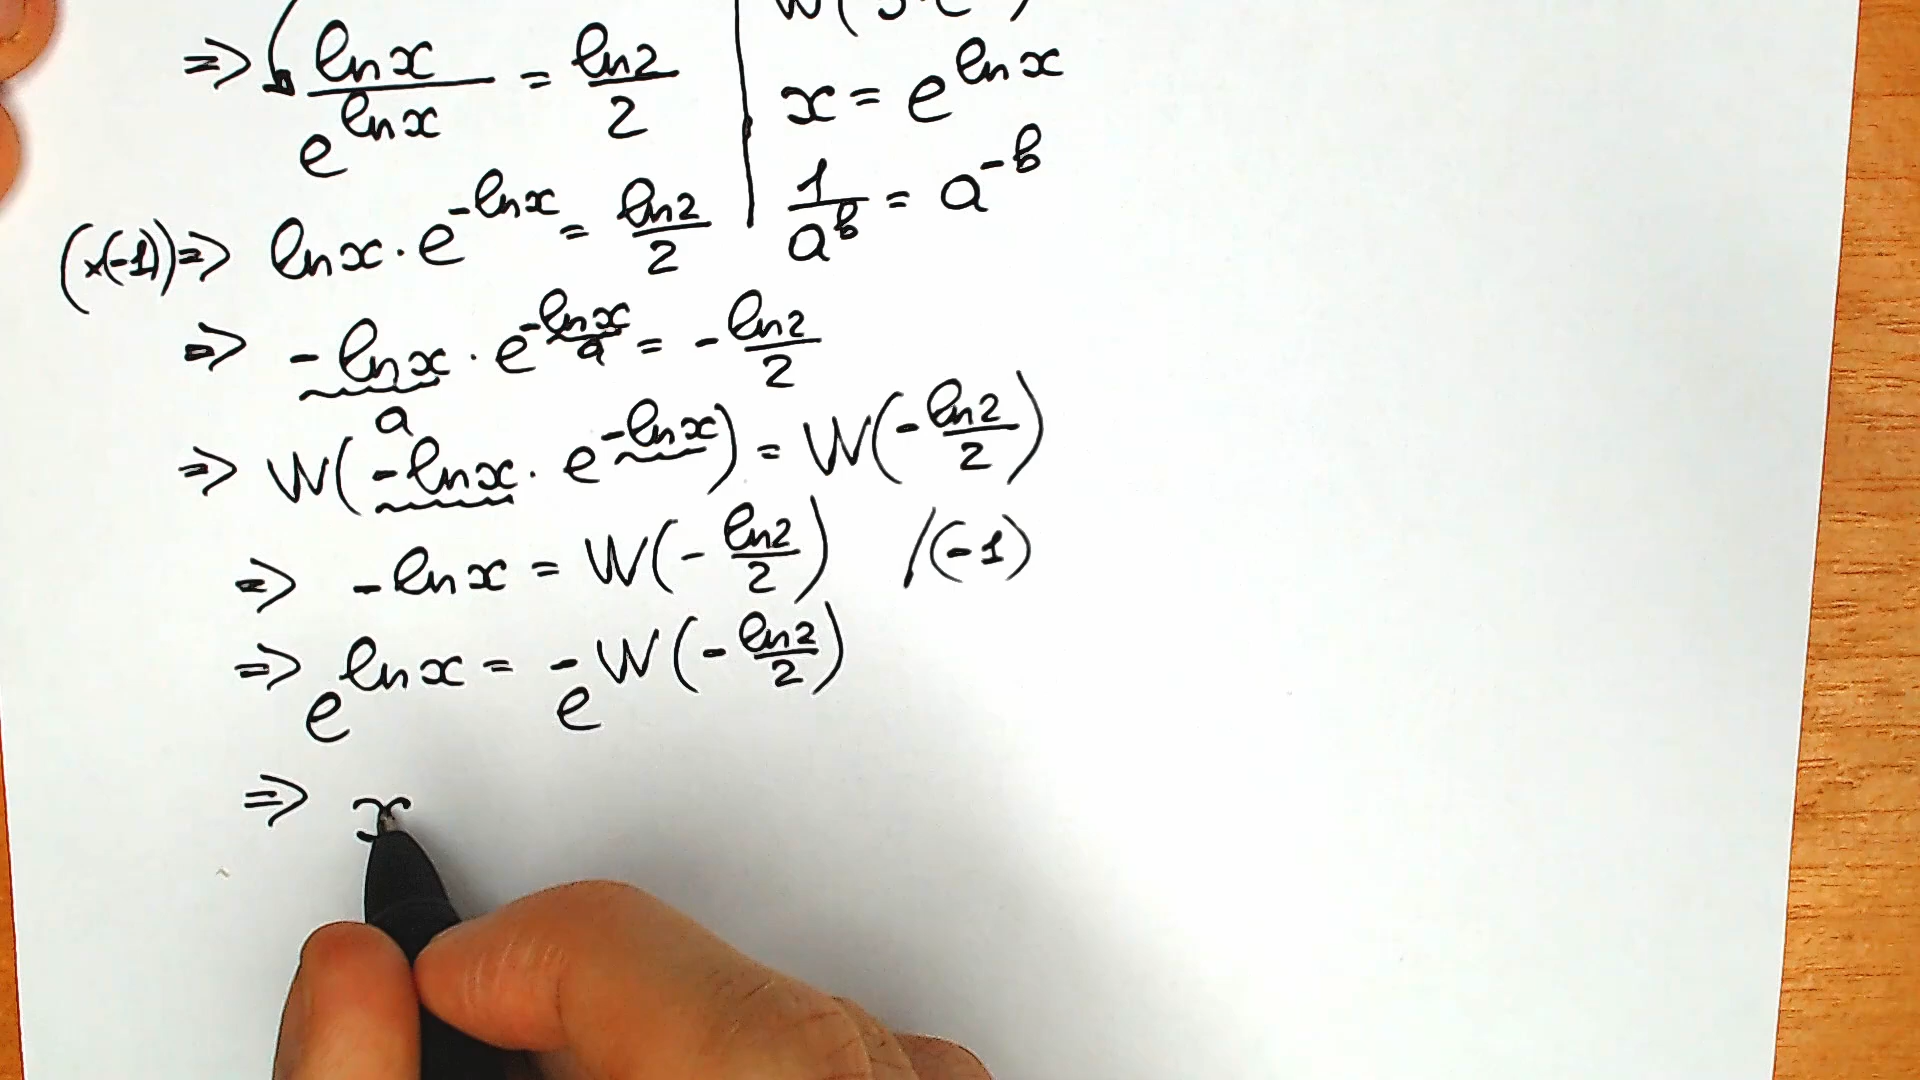 => ln x / e^(ln x) = ln2 / 2
W(
x = e^(ln x)
1 / a^b = a^(-b)
(x(-1)) => ln x · e^(-ln x) = ln2 / 2
=> -ln x · e^(-ln x) = - ln2 / 2
a a
=> W(-ln x · e^(-ln x)) = W(- ln2 / 2)
=> -ln x = W(- ln2 / 2) /(-1)
=> e^(ln x) = e^(-W(- ln2 / 2))
=> x